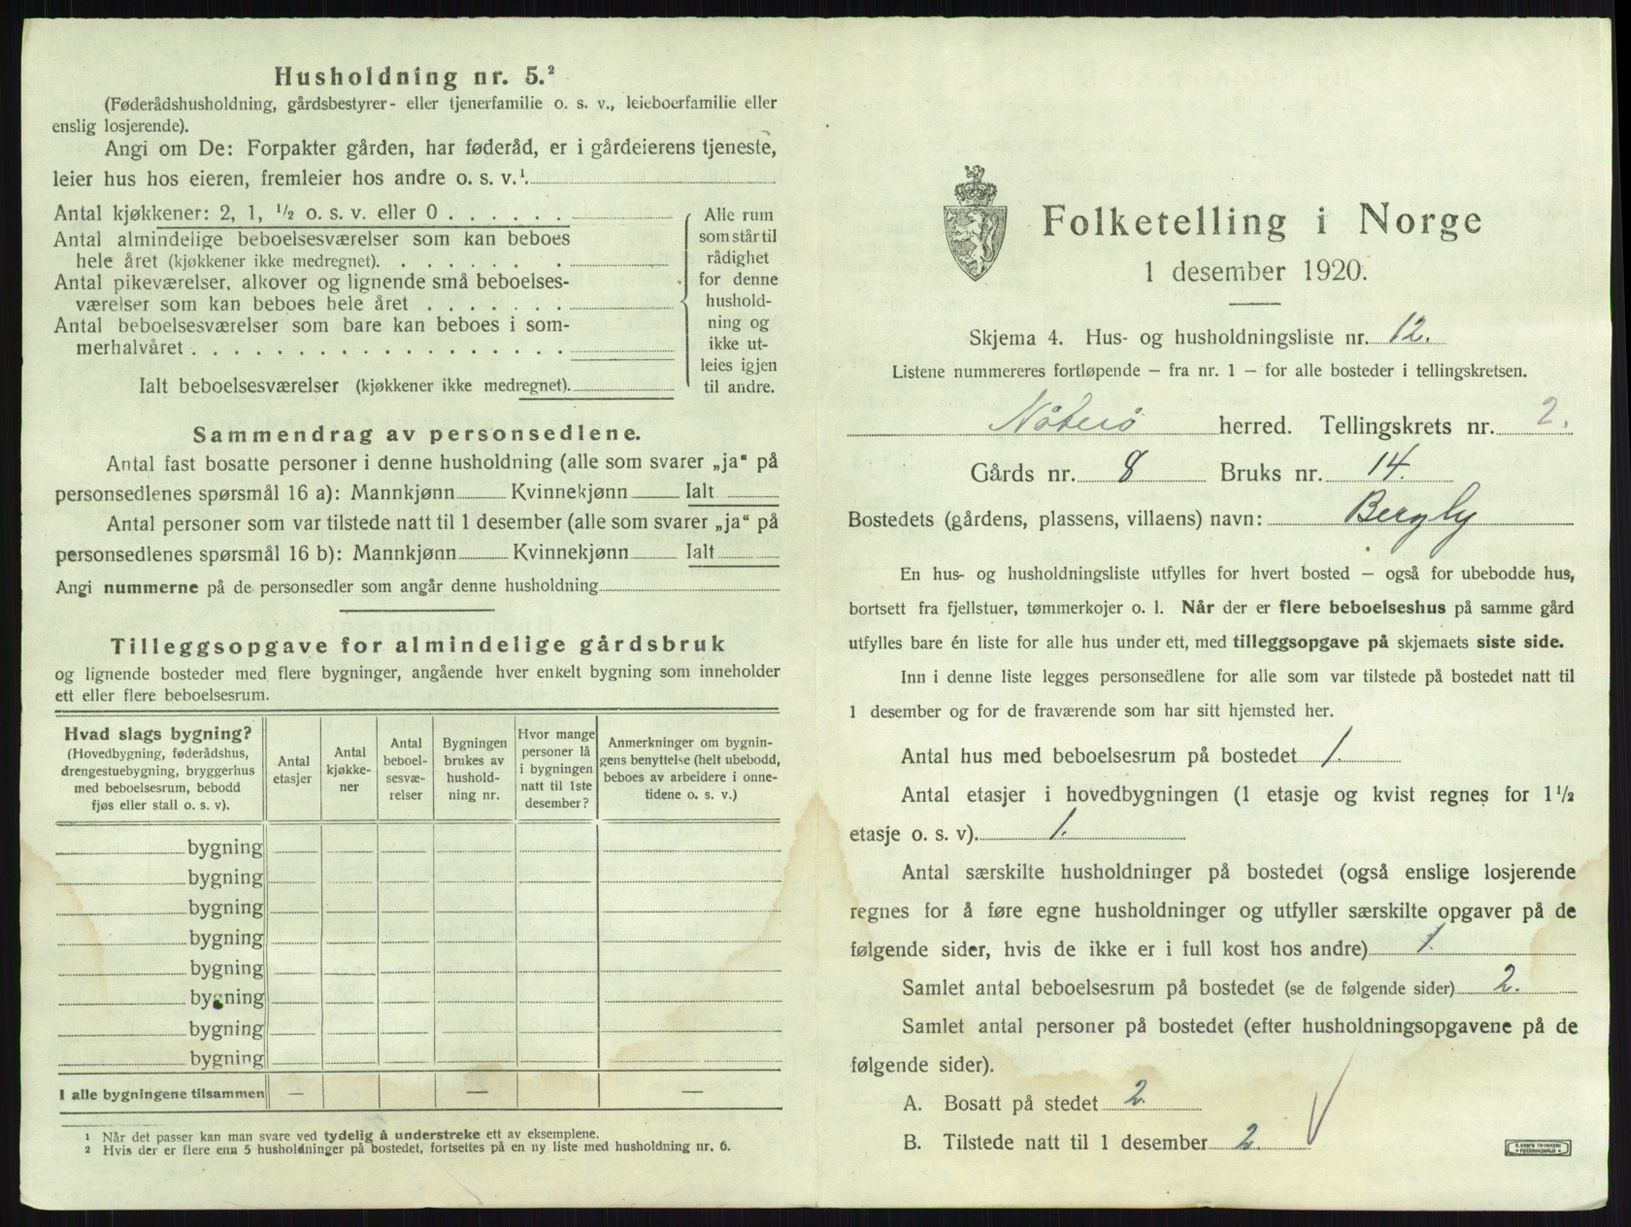 Husholdning nr. 5.²
(Føderådshusholdning, gårdsbestyrer- eller tjenerfamilie o. s. v., leieboerfamilie eller
enslig losjerende).
Angi om De: Forpakter gården, har føderåd, er i gårdeierens tjeneste,
leier hus hos eieren, fremleier hos andre o. s. v.¹.
Antal kjøkkener: 2, 1, ½ o. s. v. eller 0 . . . . . .
Antal almindelige beboelsesværelser som kan beboes
hele året (kjøkkener ikke medregnet). . . . . . . .
Antal pikeværelser, alkover og lignende små beboelses-
værelser som kan beboes hele året . . . . . . .
Antal beboelsesværelser som bare kan beboes i som-
merhalvåret . . . . . . . . . . . . . . . . . .
Ialt beboelsesværelser (kjøkkener ikke medregnet).
Alle rum
som står til
rådighet
for denne
hushold-
ning og
ikke ut-
leies igjen
til andre.
Sammendrag av personsedlene.
Antal fast bosatte personer i denne husholdning (alle som svarer „ja“ på
personsedlenes spørsmål 16 a): Mannkjønn Kvinnekjønn Ialt
Antal personer som var tilstede natt til 1 desember (alle som svarer „ja“ på
personsedlenes spørsmål 16 b): Mannkjønn Kvinnekjønn Ialt
Angi nummerne på de personsedler som angår denne husholdning
Tilleggsopgave for almindelige gårdsbruk
og lignende bosteder med flere bygninger, angående hver enkelt bygning som inneholder
ett eller flere beboelsesrum.
Hvad slags bygning?
(Hovedbygning, føderådshus,
drengestuebygning, bryggerhus
med beboelsesrum, bebodd
fjøs eller stall o. s. v).
Antal
etasjer
Antal
kjøkke-
ner
Antal
beboel-
sesvæ-
relser
Bygningen
brukes av
hushold-
ning nr.
Hvor mange
personer lå
i bygningen
natt til 1ste
desember?
Anmerkninger om bygnin-
gens benyttelse (helt ubebodd,
beboes av arbeidere i onne-
tidene o. s. v.)
bygning
bygning
bygning
bygning
bygning
bygning
bygning
bygning
I alle bygningene tilsammen — — —
¹ Når det passer kan man svare ved tydelig å understreke ett av eksemplene.
² Hvis der er flere enn 5 husholdninger på bostedet, fortsettes på en ny liste med husholdning nr. 6.
Folketelling i Norge
1 desember 1920.
Skjema 4. Hus- og husholdningsliste nr. 12.
Listene nummereres fortløpende — fra nr. 1 — for alle bosteder i tellingskretsen.
Nøterø herred. Tellingskrets nr. 2.
Gårds nr. 8 Bruks nr. 14.
Bostedets (gårdens, plassens, villaens) navn: Bergly
En hus- og husholdningsliste utfylles for hvert bosted — også for ubebodde hus,
bortsett fra fjellstuer, tømmerkojer o. l. Når der er flere beboelseshus på samme gård
utfylles bare én liste for alle hus under ett, med tilleggsopgave på skjemaets siste side.
Inn i denne liste legges personsedlene for alle som var tilstede på bostedet natt til
1 desember og for de fraværende som har sitt hjemsted her.
Antal hus med beboelsesrum på bostedet 1.
Antal etasjer i hovedbygningen (1 etasje og kvist regnes for 1½
etasje o. s. v). 1.
Antal særskilte husholdninger på bostedet (også enslige losjerende
regnes for å føre egne husholdninger og utfyller særskilte opgaver på de
følgende sider, hvis de ikke er i full kost hos andre) 1.
Samlet antal beboelsesrum på bostedet (se de følgende sider) 2.
Samlet antal personer på bostedet (efter husholdningsopgavene på de
følgende sider).
A. Bosatt på stedet 2
B. Tilstede natt til 1 desember 2